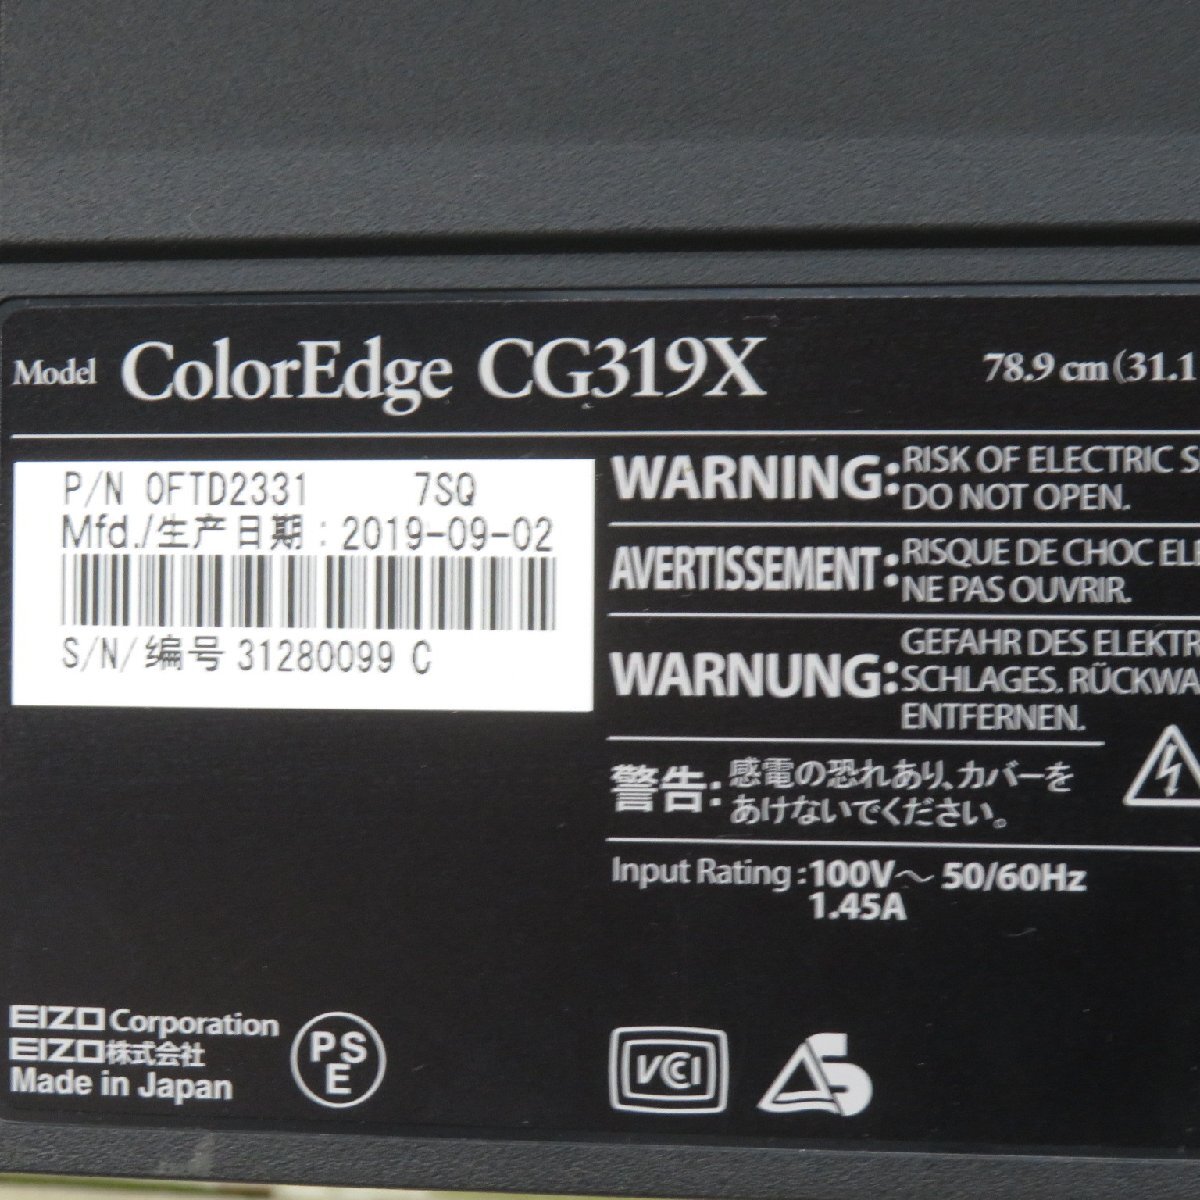 Model ColorEdge CG319X 78.9 cm (31.1
P/N 0FTD2331 7SQ
Mfd./生产日期 : 2019-09-02
S/N/编号 31280099 C
WARNING: RISK OF ELECTRIC S
DO NOT OPEN.
AVERTISSEMENT: RISQUE DE CHOC ELE
NE PAS OUVRIR.
WARNUNG: GEFAHR DES ELEKTR
SCHLAGES. RÜCKWA
ENTFERNEN.
警告: 感電の恐れあり、カバーを
あけないでください。
Input Rating : 100V～ 50/60Hz
1.45A
EIZO Corporation
EIZO株式会社
Made in Japan
PS
E
VCI